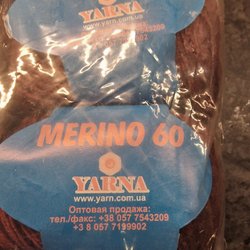 YARNA
www.yarn.com.ua
MERINO 60
YARNA
www.yarn.com.ua
Оптовая продажа:
тел./факс: +38 057 7543209
+3 8 057 7199902